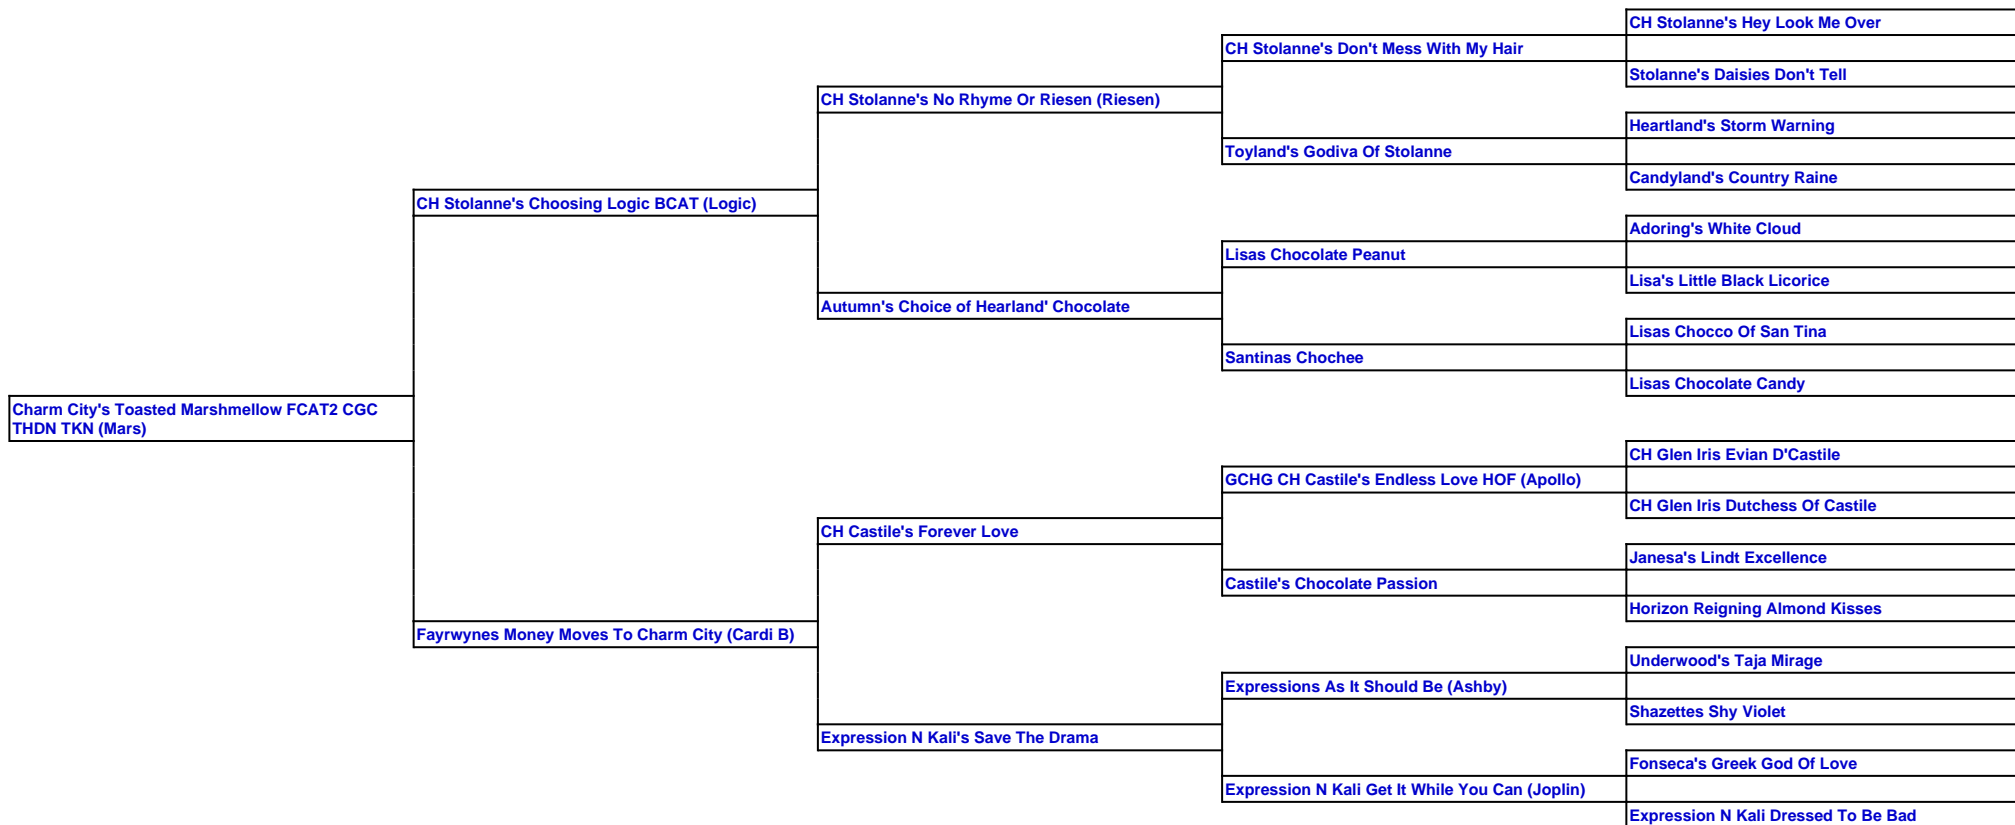 CH Stolanne's Hey Look Me Over
CH Stolanne's Don't Mess With My Hair
Stolanne's Daisies Don't Tell
CH Stolanne's No Rhyme Or Riesen (Riesen)
Heartland's Storm Warning
Toyland's Godiva Of Stolanne
Candyland's Country Raine
CH Stolanne's Choosing Logic BCAT (Logic)
Adoring's White Cloud
Lisas Chocolate Peanut
Lisa's Little Black Licorice
Autumn's Choice of Hearland' Chocolate
Lisas Chocco Of San Tina
Santinas Chochee
Lisas Chocolate Candy
Charm City's Toasted Marshmellow FCAT2 CGC
THDN TKN (Mars)
CH Glen Iris Evian D'Castile
GCHG CH Castile's Endless Love HOF (Apollo)
CH Glen Iris Dutchess Of Castile
CH Castile's Forever Love
Janesa's Lindt Excellence
Castile's Chocolate Passion
Horizon Reigning Almond Kisses
Fayrwynes Money Moves To Charm City (Cardi B)
Underwood's Taja Mirage
Expressions As It Should Be (Ashby)
Shazettes Shy Violet
Expression N Kali's Save The Drama
Fonseca's Greek God Of Love
Expression N Kali Get It While You Can (Joplin)
Expression N Kali Dressed To Be Bad